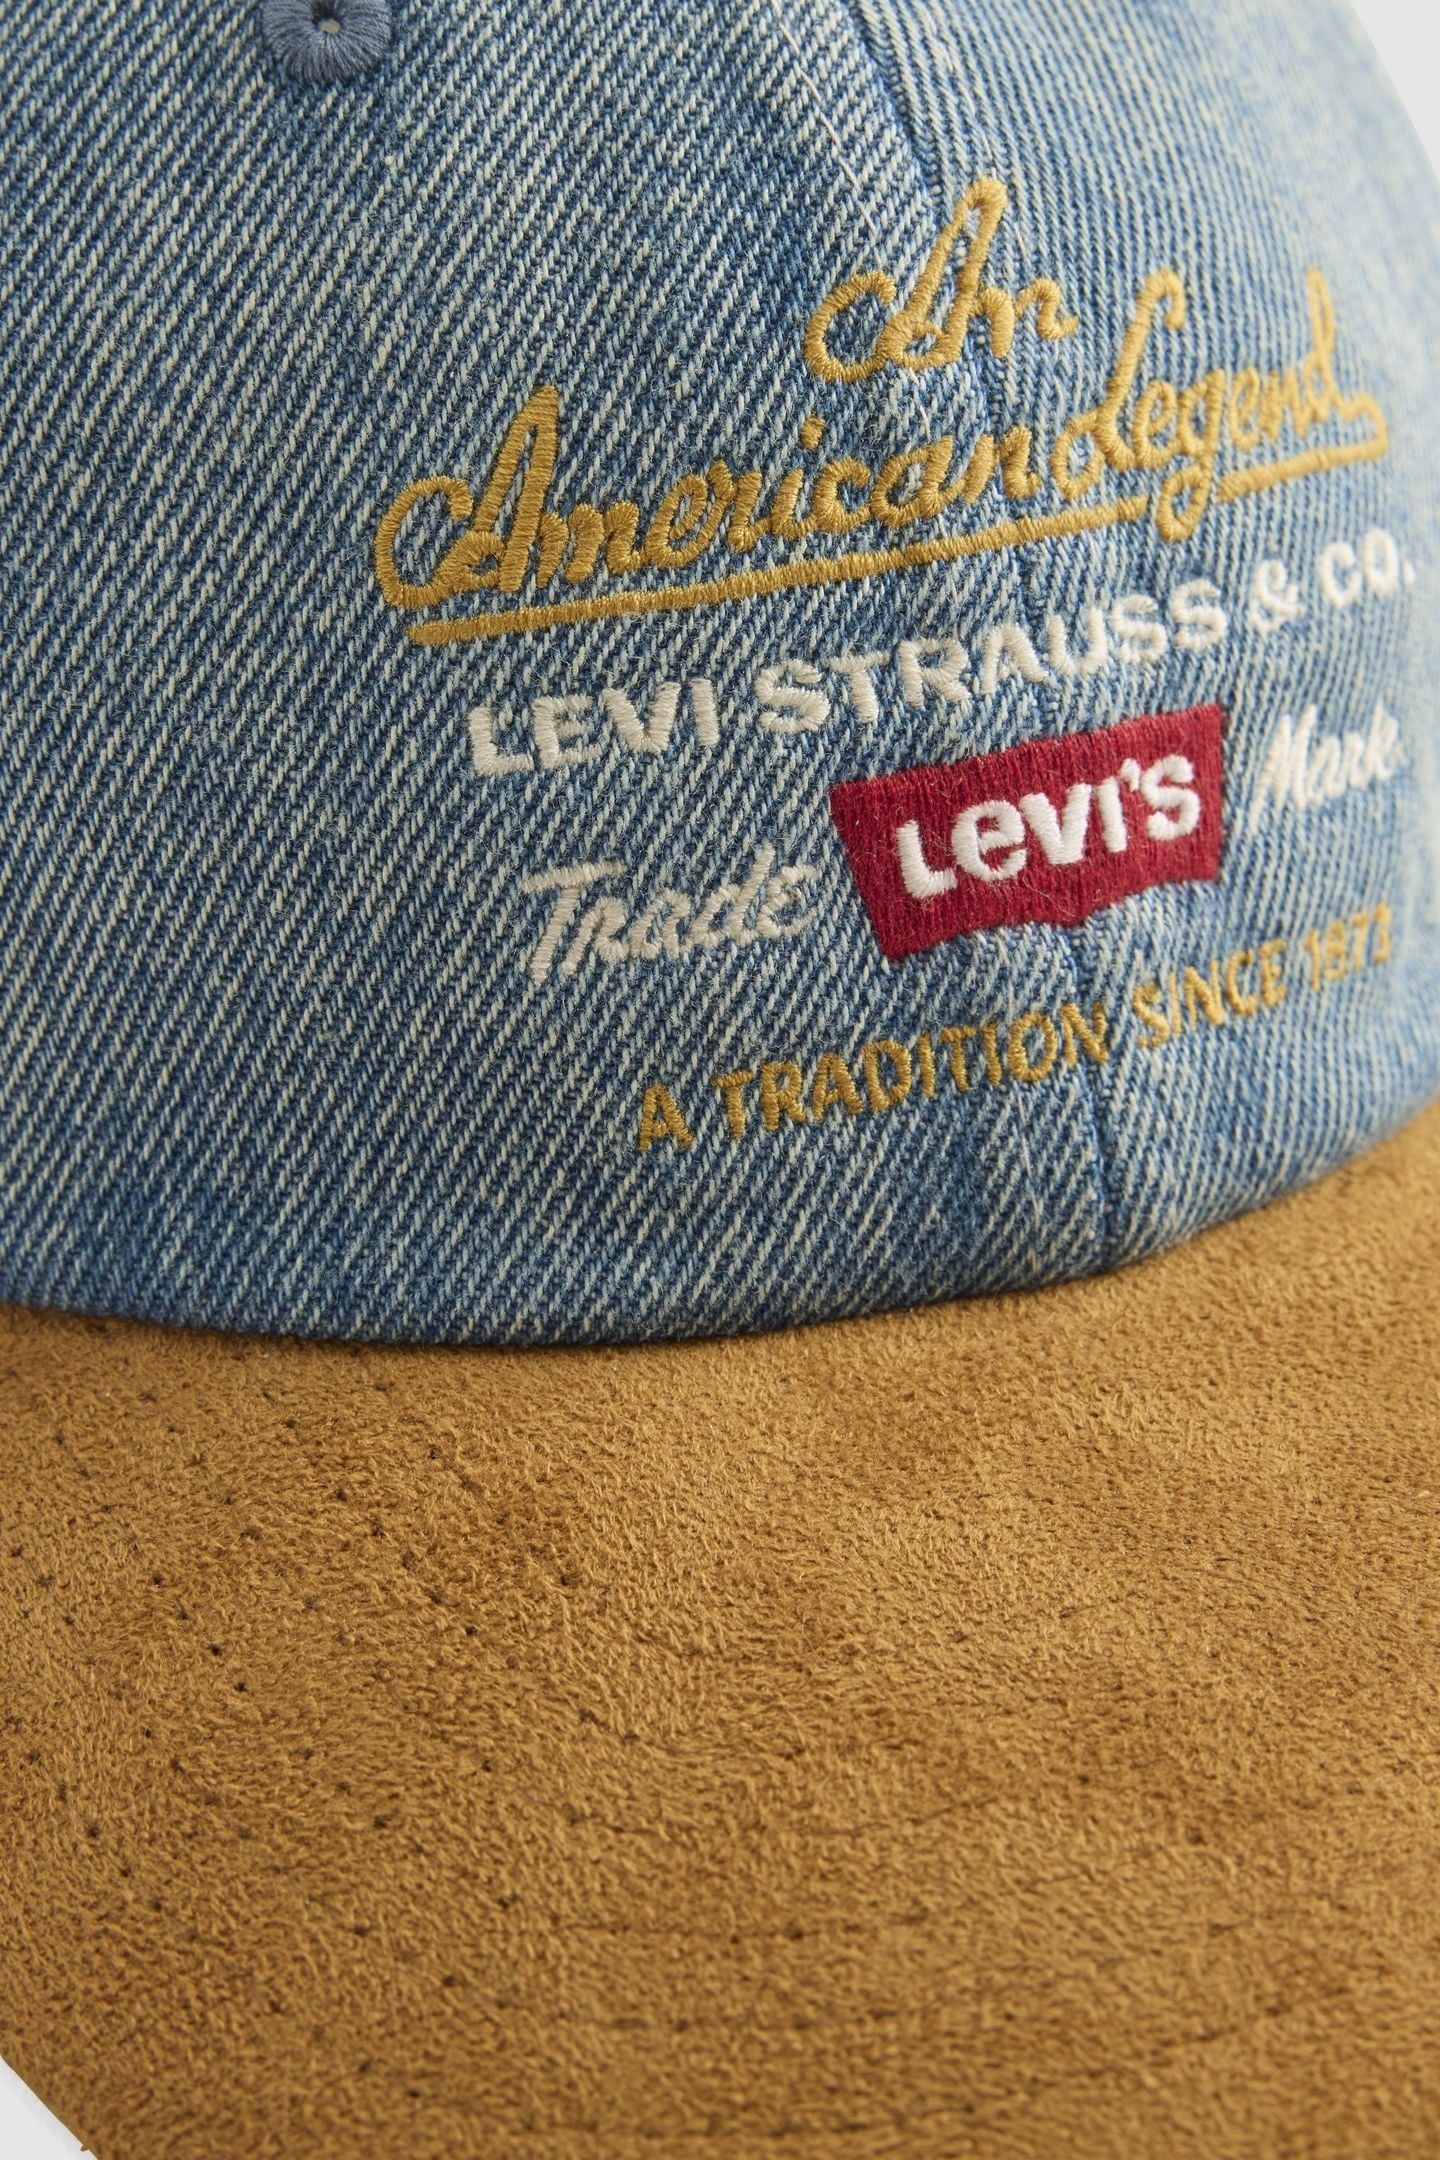 An
American Legend
LEVI STRAUSS & CO.
Trade Levi's Mark
A TRADITION SINCE 1873